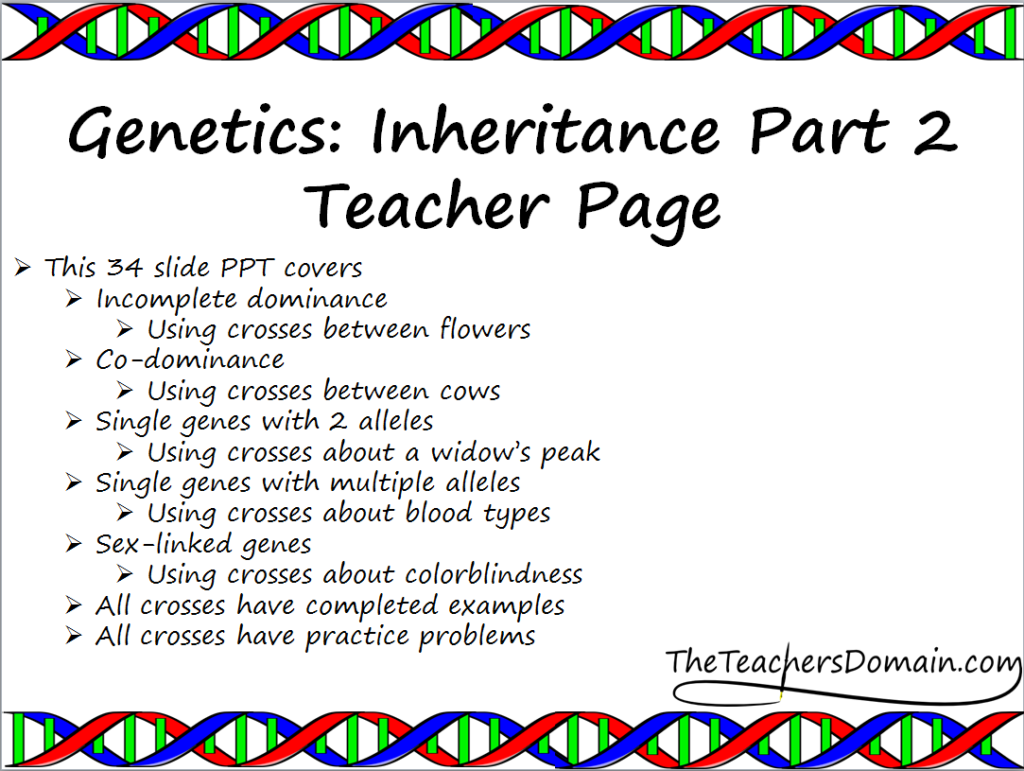 Genetics: Inheritance Part 2
Teacher Page
➢ This 34 slide PPT covers
➢ Incomplete dominance
➢ Using crosses between flowers
➢ Co-dominance
➢ Using crosses between cows
➢ Single genes with 2 alleles
➢ Using crosses about a widow's peak
➢ Single genes with multiple alleles
➢ Using crosses about blood types
➢ Sex-linked genes
➢ Using crosses about colorblindness
➢ All crosses have completed examples
➢ All crosses have practice problems
TheTeachersDomain.com